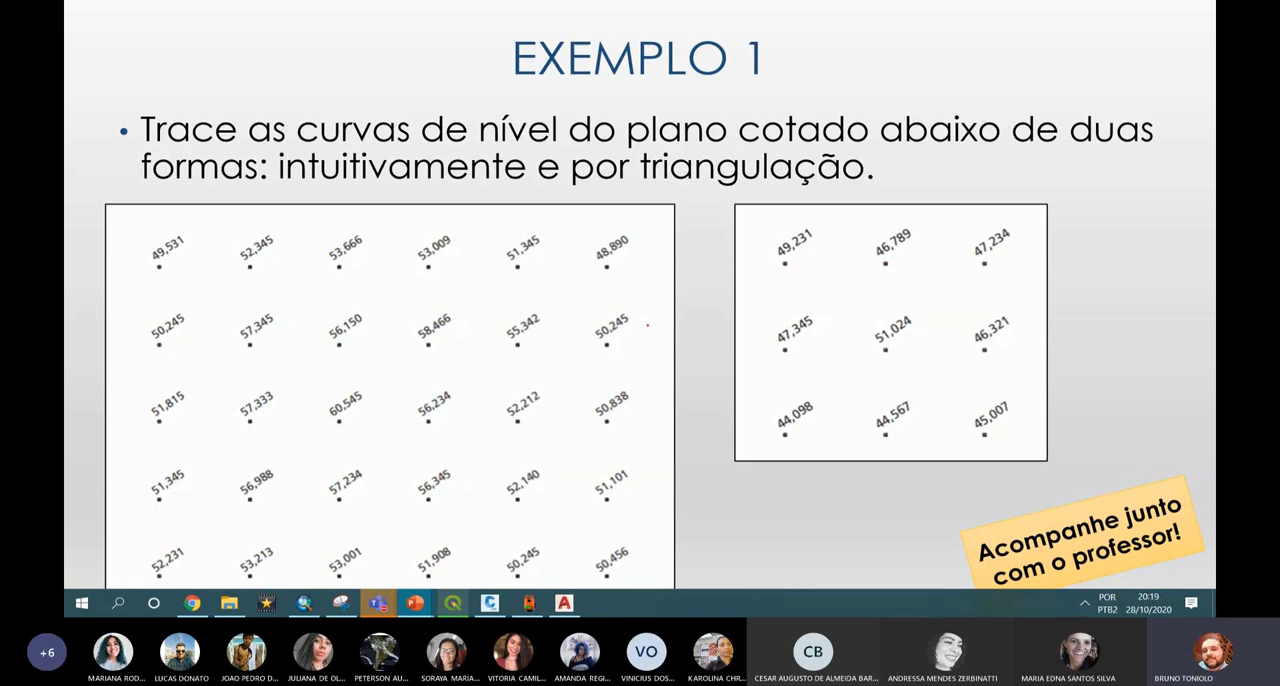 EXEMPLO 1
• Trace as curvas de nível do plano cotado abaixo de duas
formas: intuitivamente e por triangulação.
49,531 52,345 53,666 53,009 51,345 48,890
50,245 57,345 56,150 58,466 55,342 50,245
51,815 57,333 60,545 56,234 52,212 50,838
51,345 56,988 57,234 56,345 52,140 51,101
52,231 53,213 53,001 51,908 50,245 50,456
49,231 46,789 47,234
47,345 51,024 46,321
44,098 44,567 45,007
Acompanhe junto
com o professor!
POR
PTB2
20:19
28/10/2020
+6
VO
CB
MARIANA ROD...
LUCAS DONATO
JOAO PEDRO D...
JULIANA DE OL...
PETERSON AU...
SORAYA MARIA...
VITORIA CAMIL...
AMANDA REGI...
VINICIUS DOS...
KAROLINA CHR...
CESAR AUGUSTO DE ALMEIDA BAR...
ANDRESSA MENDES ZERBINATTI
MARIA EDNA SANTOS SILVA
BRUNO TONIOLO